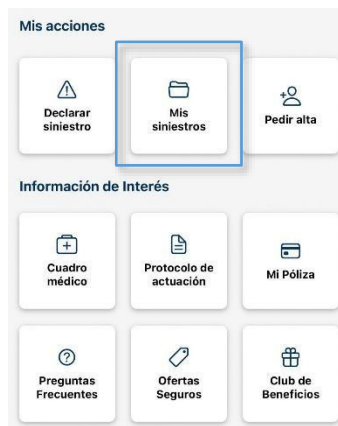 Mis acciones
Declarar
siniestro
Mis
siniestros
Pedir alta
Información de Interés
Cuadro
médico
Protocolo de
actuación
Mi Póliza
Preguntas
Frecuentes
Ofertas
Seguros
Club de
Beneficios